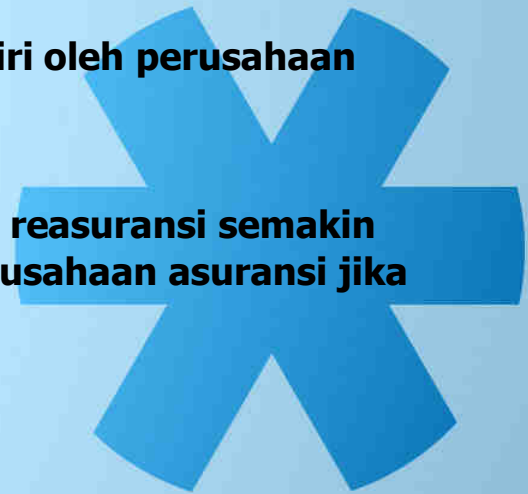 iri oleh perusahaan
reasuransi semakin
usahaan asuransi jika